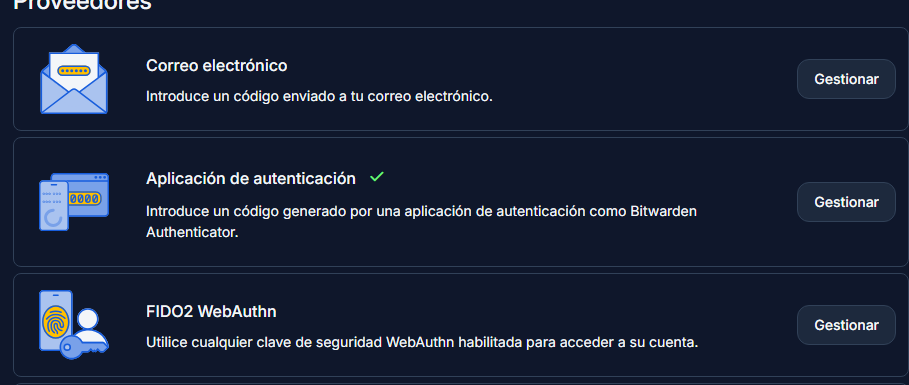 Proveedores
Correo electrónico
Introduce un código enviado a tu correo electrónico.
Gestionar
Aplicación de autenticación
Introduce un código generado por una aplicación de autenticación como Bitwarden
Authenticator.
Gestionar
FIDO2 WebAuthn
Utilice cualquier clave de seguridad WebAuthn habilitada para acceder a su cuenta.
Gestionar